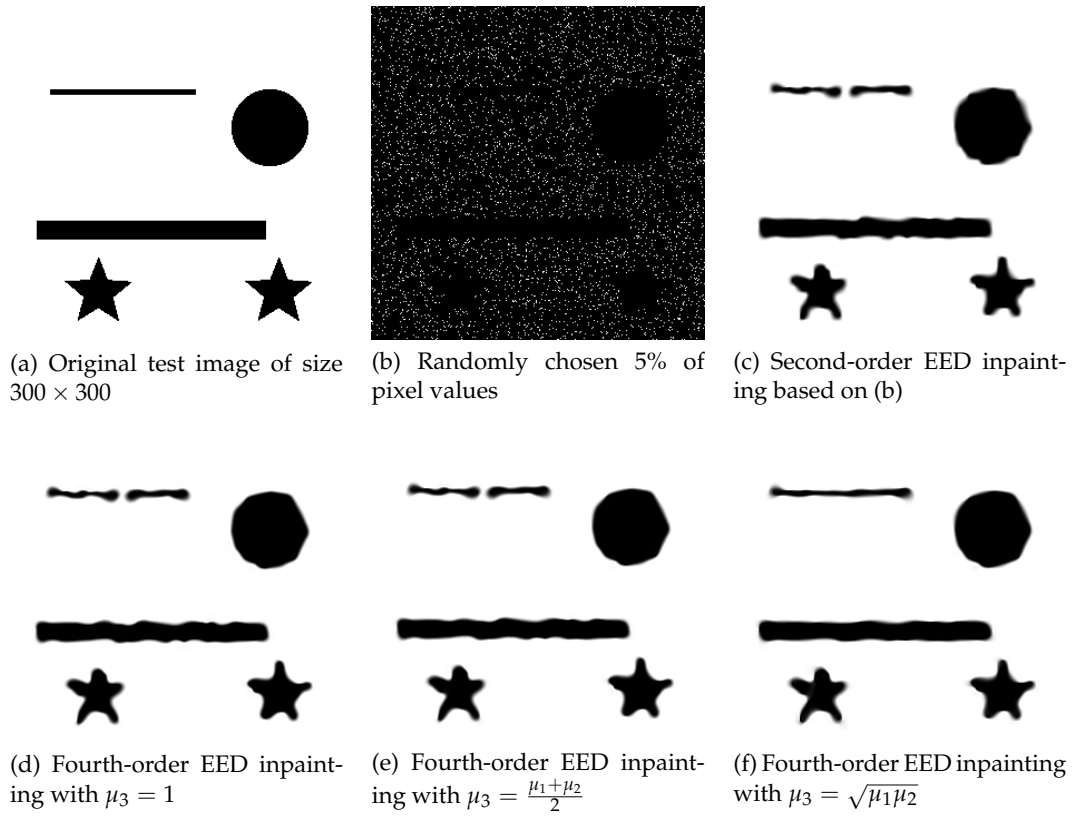 (a) Original test image of size
300 × 300
(b) Randomly chosen 5% of
pixel values
(c) Second-order EED inpaint-
ing based on (b)
(d) Fourth-order EED inpaint-
ing with μ₃ = 1
(e) Fourth-order EED inpaint-
ing with μ₃ = (μ₁+μ₂)/2
(f) Fourth-order EED inpainting
with μ₃ = √(μ₁μ₂)